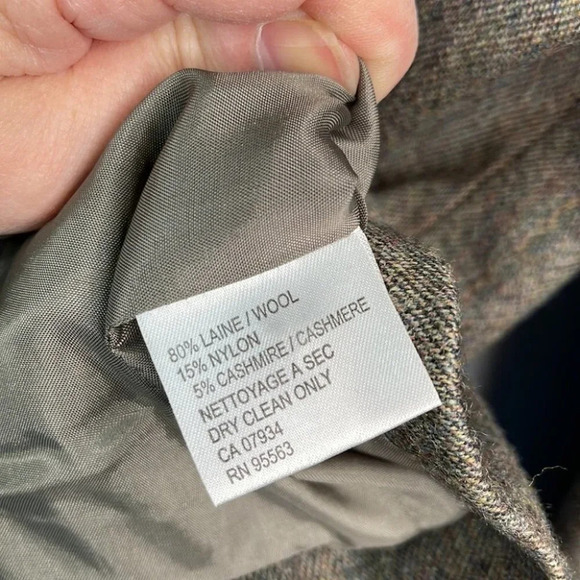 80% LAINE / WOOL
15% NYLON
5% CASHMIRE / CASHMERE
NETTOYAGE A SEC
DRY CLEAN ONLY
CA 07934
RN 95563